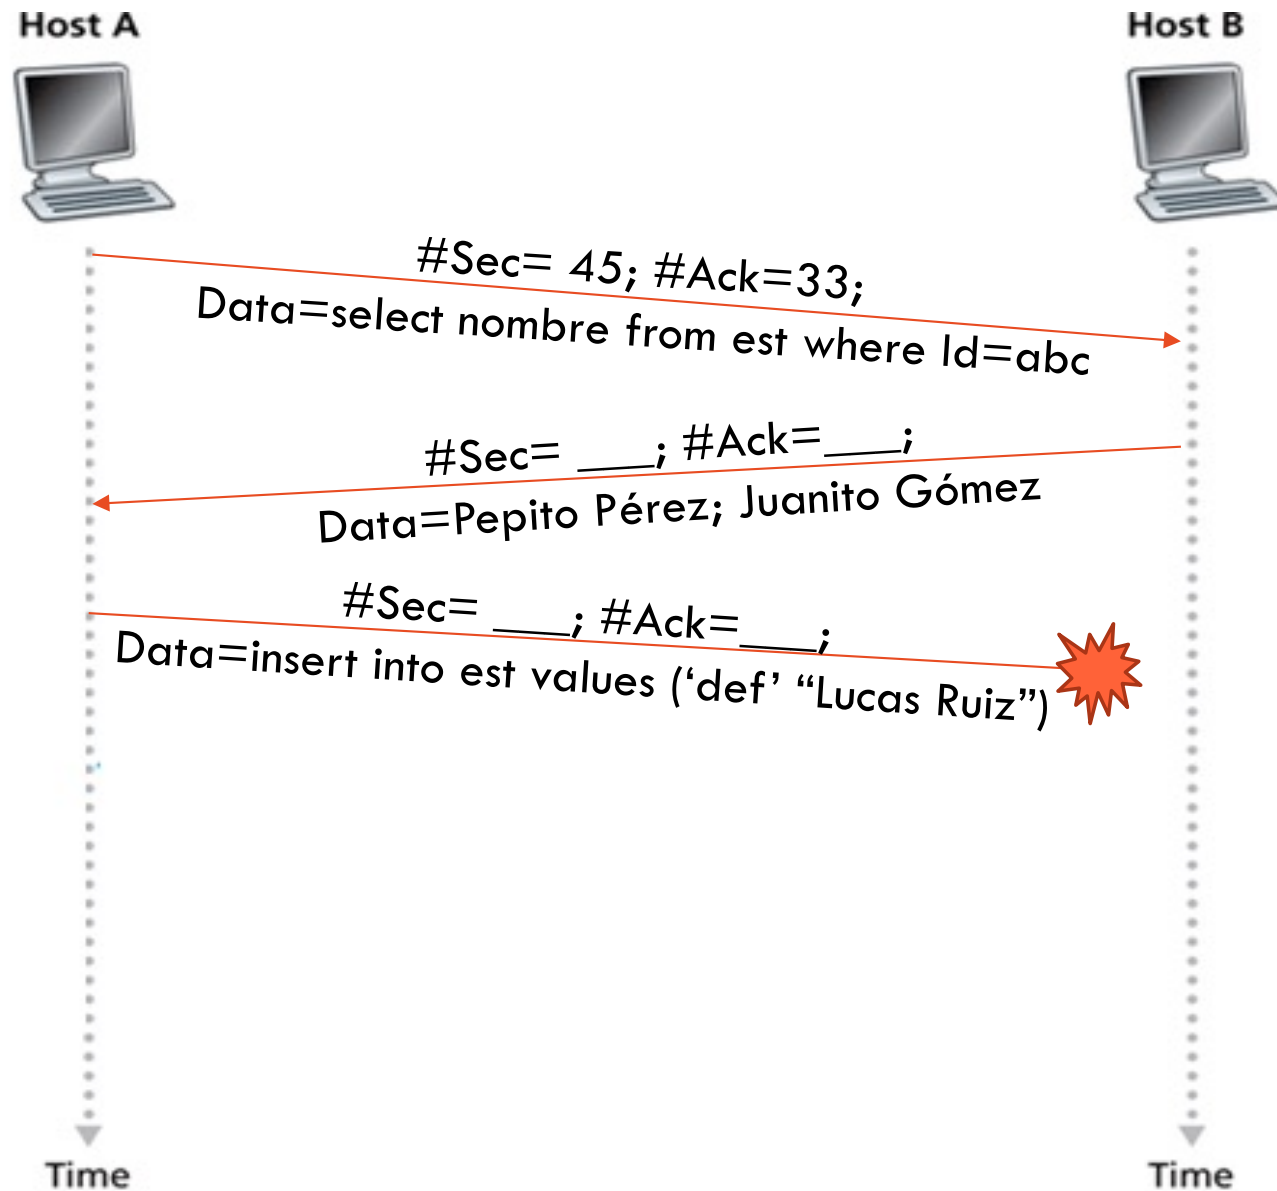 Host A
Host B
#Sec= 45; #Ack=33;
Data=select nombre from est where Id=abc
#Sec= ___; #Ack=___;
Data=Pepito Pérez; Juanito Gómez
#Sec= ___; #Ack=___;
Data=insert into est values (‘def’ “Lucas Ruiz”)
Time
Time